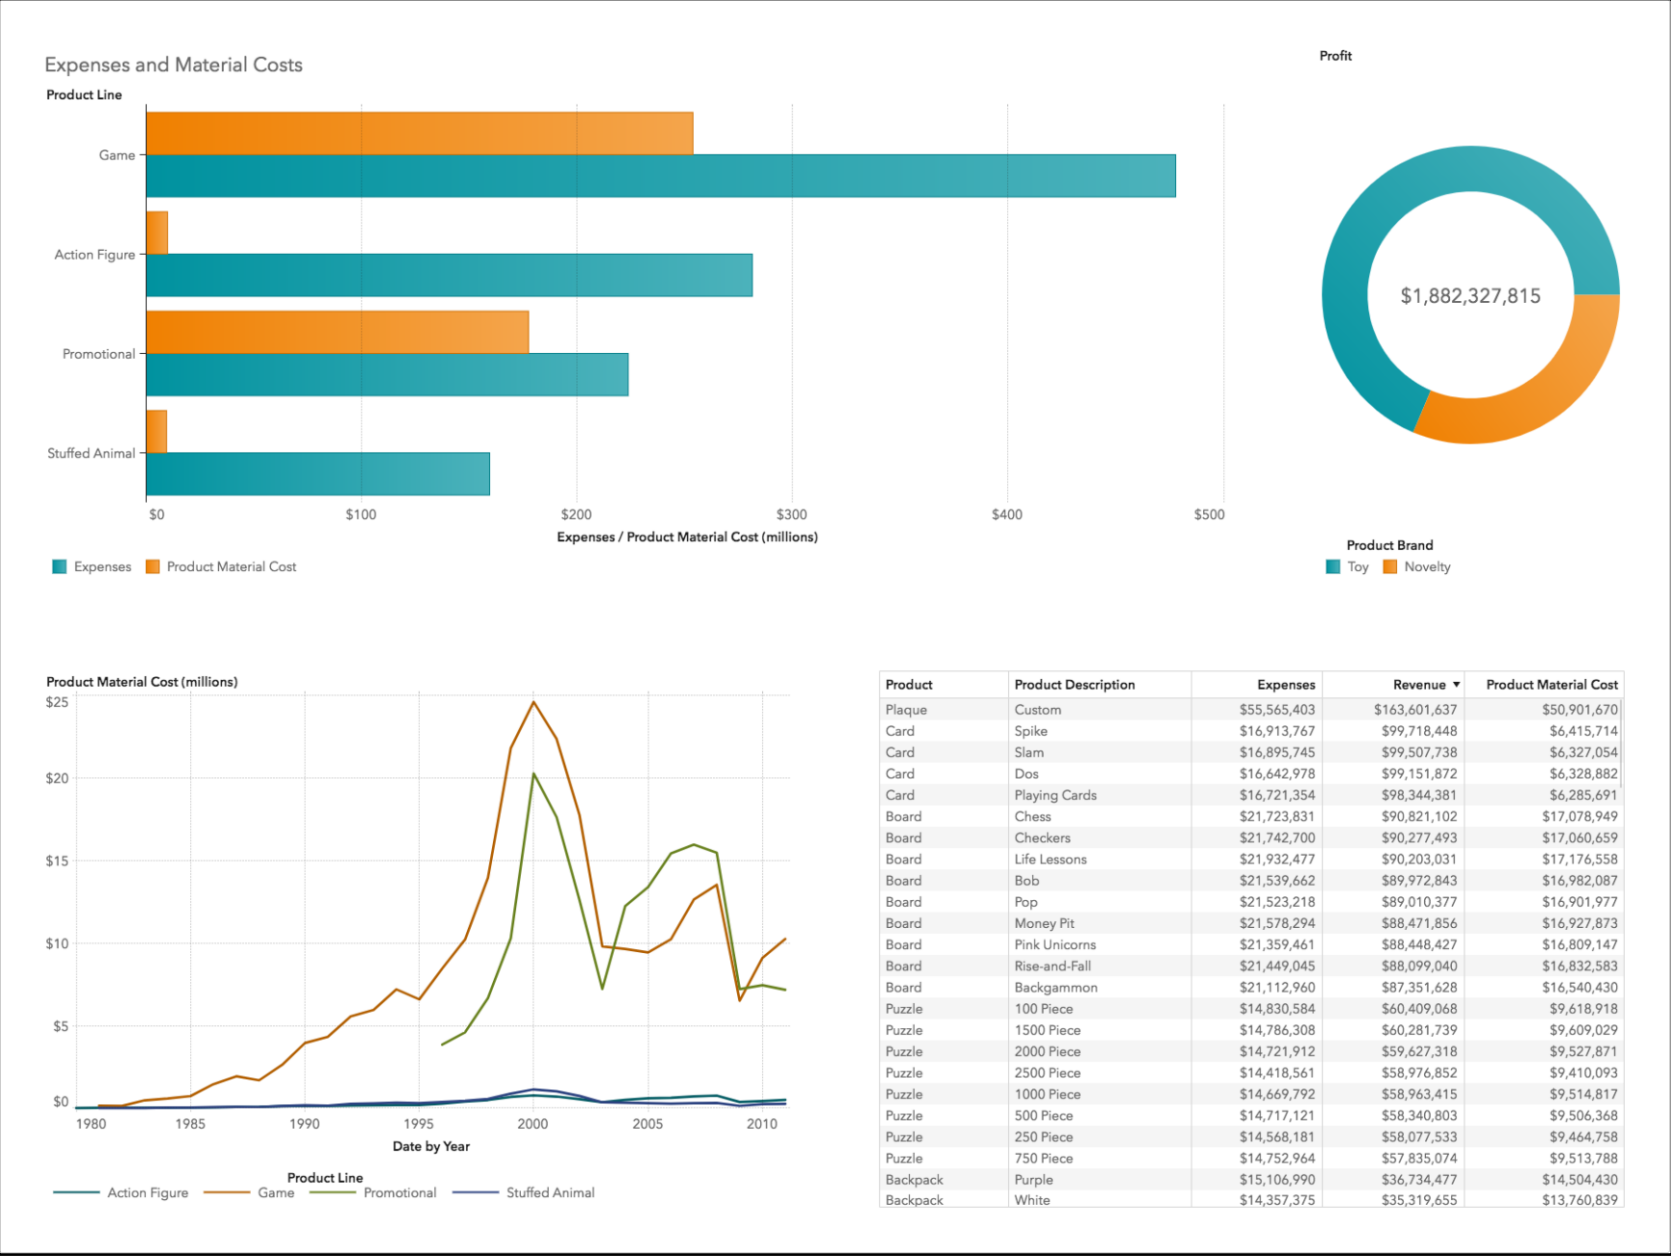 Expenses and Material Costs
Product Line
Game
Action Figure
Promotional
Stuffed Animal
$0 $100 $200 $300 $400 $500
Expenses / Product Material Cost (millions)
Expenses Product Material Cost
Profit
$1,882,327,815
Product Brand
Toy Novelty
Product Material Cost (millions)
$25
$20
$15
$10
$5
$0
1980 1985 1990 1995 2000 2005 2010
Date by Year
Product Line
Action Figure Game Promotional Stuffed Animal
Product Product Description Expenses Revenue Product Material Cost
Plaque Custom $55,565,403 $163,601,637 $50,901,670
Card Spike $16,913,767 $99,718,448 $6,415,714
Card Slam $16,895,745 $99,507,738 $6,327,054
Card Dos $16,642,978 $99,151,872 $6,328,882
Card Playing Cards $16,721,354 $98,344,381 $6,285,691
Board Chess $21,723,831 $90,821,102 $17,078,949
Board Checkers $21,742,700 $90,277,493 $17,060,659
Board Life Lessons $21,932,477 $90,203,031 $17,176,558
Board Bob $21,539,662 $89,972,843 $16,982,087
Board Pop $21,523,218 $89,010,377 $16,901,977
Board Money Pit $21,578,294 $88,471,856 $16,927,873
Board Pink Unicorns $21,359,461 $88,448,427 $16,809,147
Board Rise-and-Fall $21,449,045 $88,099,040 $16,832,583
Board Backgammon $21,112,960 $87,351,628 $16,540,430
Puzzle 100 Piece $14,830,584 $60,409,068 $9,618,918
Puzzle 1500 Piece $14,786,308 $60,281,739 $9,609,029
Puzzle 2000 Piece $14,721,912 $59,627,318 $9,527,871
Puzzle 2500 Piece $14,418,561 $58,976,852 $9,410,093
Puzzle 1000 Piece $14,669,792 $58,963,415 $9,514,817
Puzzle 500 Piece $14,717,121 $58,340,803 $9,506,368
Puzzle 250 Piece $14,568,181 $58,077,533 $9,464,758
Puzzle 750 Piece $14,752,964 $57,835,074 $9,513,788
Backpack Purple $15,106,990 $36,734,477 $14,504,430
Backpack White $14,357,375 $35,319,655 $13,760,839